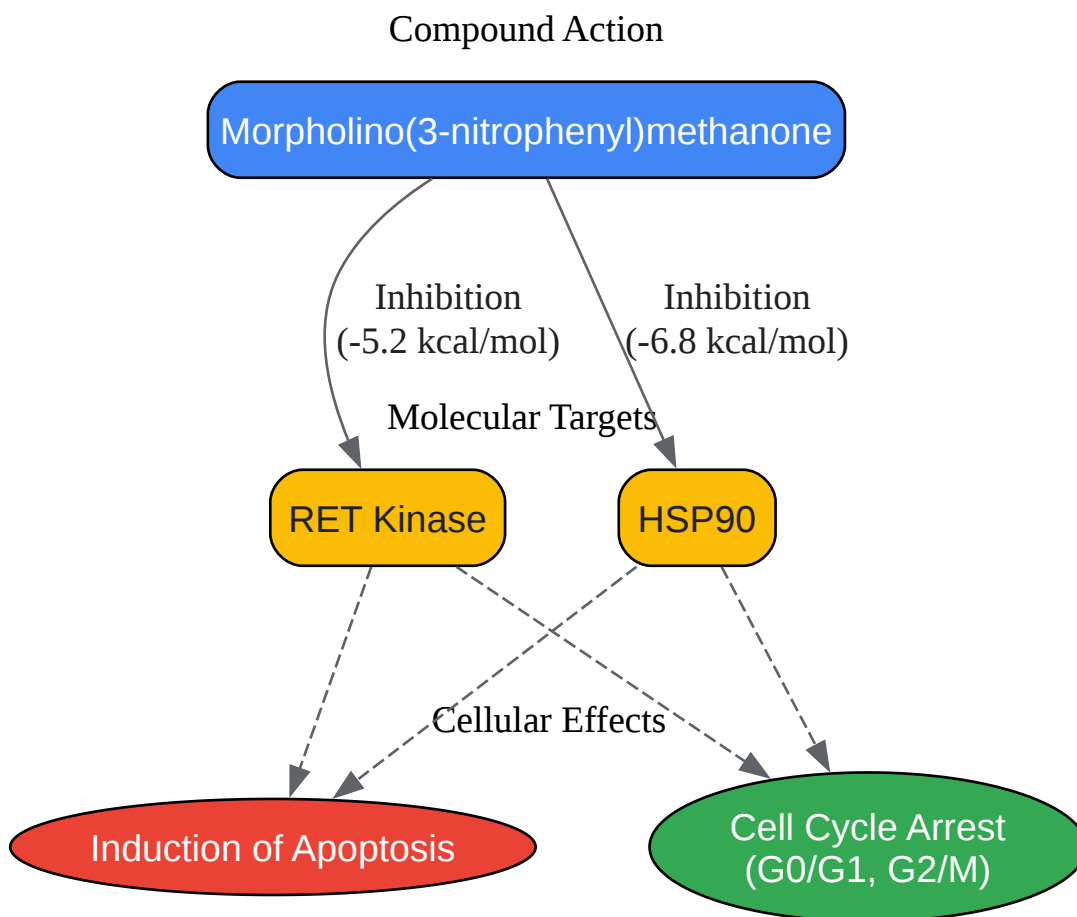 Compound Action
Morpholino(3-nitrophenyl)methanone
Inhibition
(-5.2 kcal/mol)
Inhibition
(-6.8 kcal/mol)
Molecular Targets
RET Kinase
HSP90
Cellular Effects
Induction of Apoptosis
Cell Cycle Arrest
(G0/G1, G2/M)